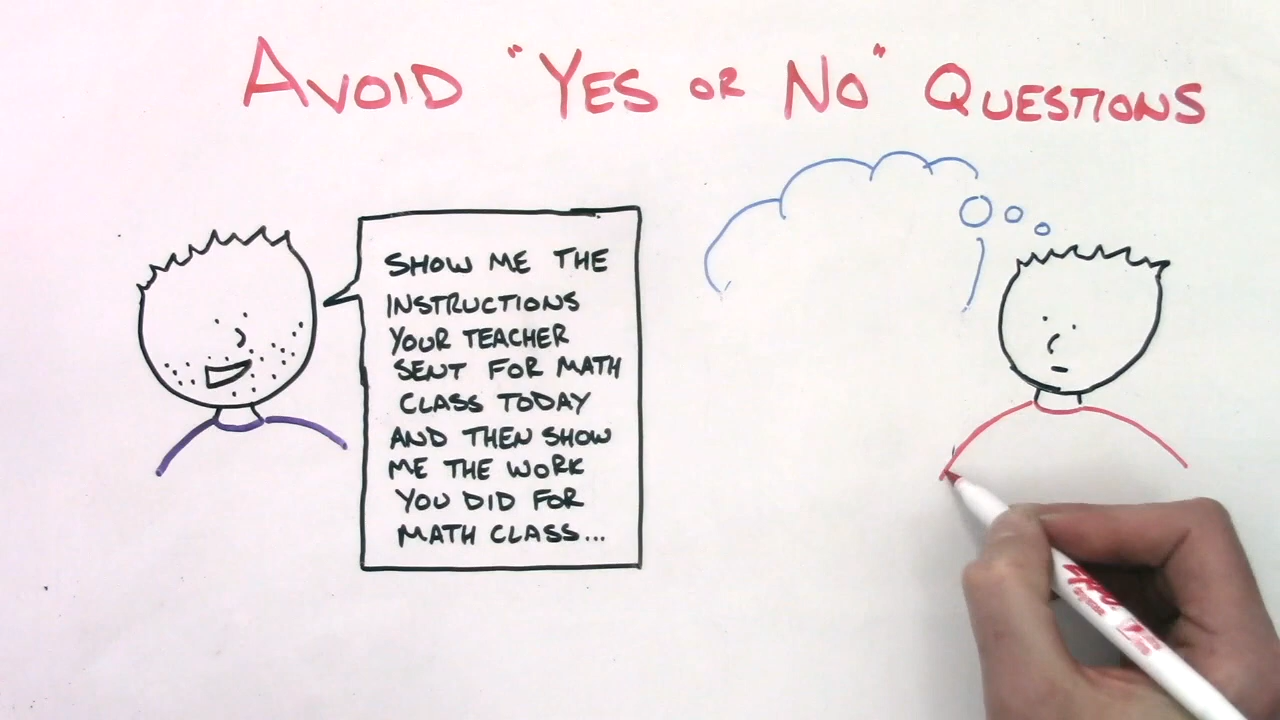 AVOID "YES OR NO" QUESTIONS
SHOW ME THE
INSTRUCTIONS
YOUR TEACHER
SENT FOR MATH
CLASS TODAY
AND THEN SHOW
ME THE WORK
YOU DID FOR
MATH CLASS...